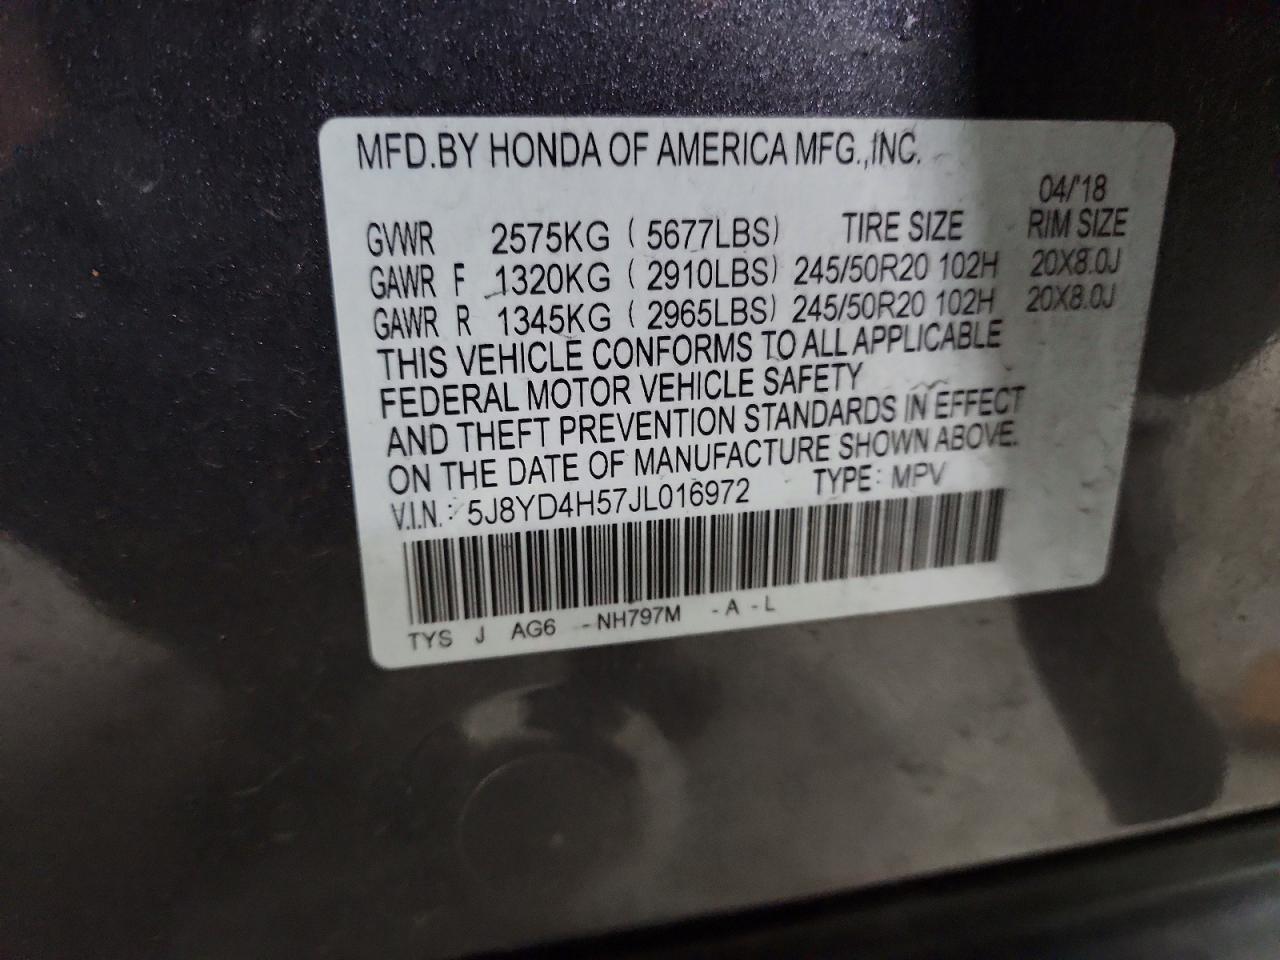 MFD.BY HONDA OF AMERICA MFG.,INC.
04/'18
GVWR 2575KG ( 5677LBS) TIRE SIZE RIM SIZE
GAWR F 1320KG ( 2910LBS) 245/50R20 102H 20X8.0J
GAWR R 1345KG ( 2965LBS) 245/50R20 102H 20X8.0J
THIS VEHICLE CONFORMS TO ALL APPLICABLE
FEDERAL MOTOR VEHICLE SAFETY
AND THEFT PREVENTION STANDARDS IN EFFECT
ON THE DATE OF MANUFACTURE SHOWN ABOVE.
V.I.N.: 5J8YD4H57JL016972 TYPE: MPV
TYS J AG6 -NH797M -A-L